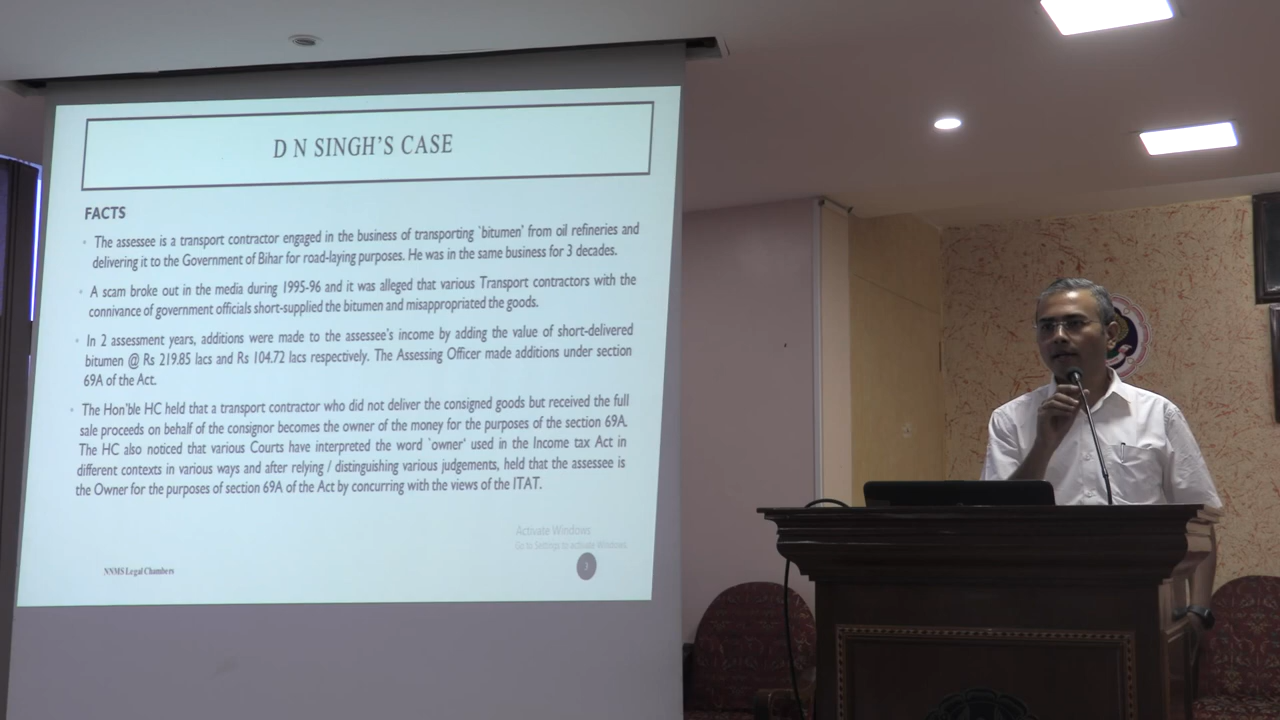 D N SINGH'S CASE
FACTS
• The assessee is a transport contractor engaged in the business of transporting `bitumen' from oil refineries and
delivering it to the Government of Bihar for road-laying purposes. He was in the same business for 3 decades.
• A scam broke out in the media during 1995-96 and it was alleged that various Transport contractors with the
connivance of government officials short-supplied the bitumen and misappropriated the goods.
• In 2 assessment years, additions were made to the assessee's income by adding the value of short-delivered
bitumen @ Rs 219.85 lacs and Rs 104.72 lacs respectively. The Assessing Officer made additions under section
69A of the Act.
• The Hon'ble HC held that a transport contractor who did not deliver the consigned goods but received the full
sale proceeds on behalf of the consignor becomes the owner of the money for the purposes of the section 69A.
The HC also noticed that various Courts have interpreted the word `owner' used in the Income tax Act in
different contexts in various ways and after relying / distinguishing various judgements, held that the assessee is
the Owner for the purposes of section 69A of the Act by concurring with the views of the ITAT.
Activate Windows
Go to Settings to activate Windows.
NNMS Legal Chambers